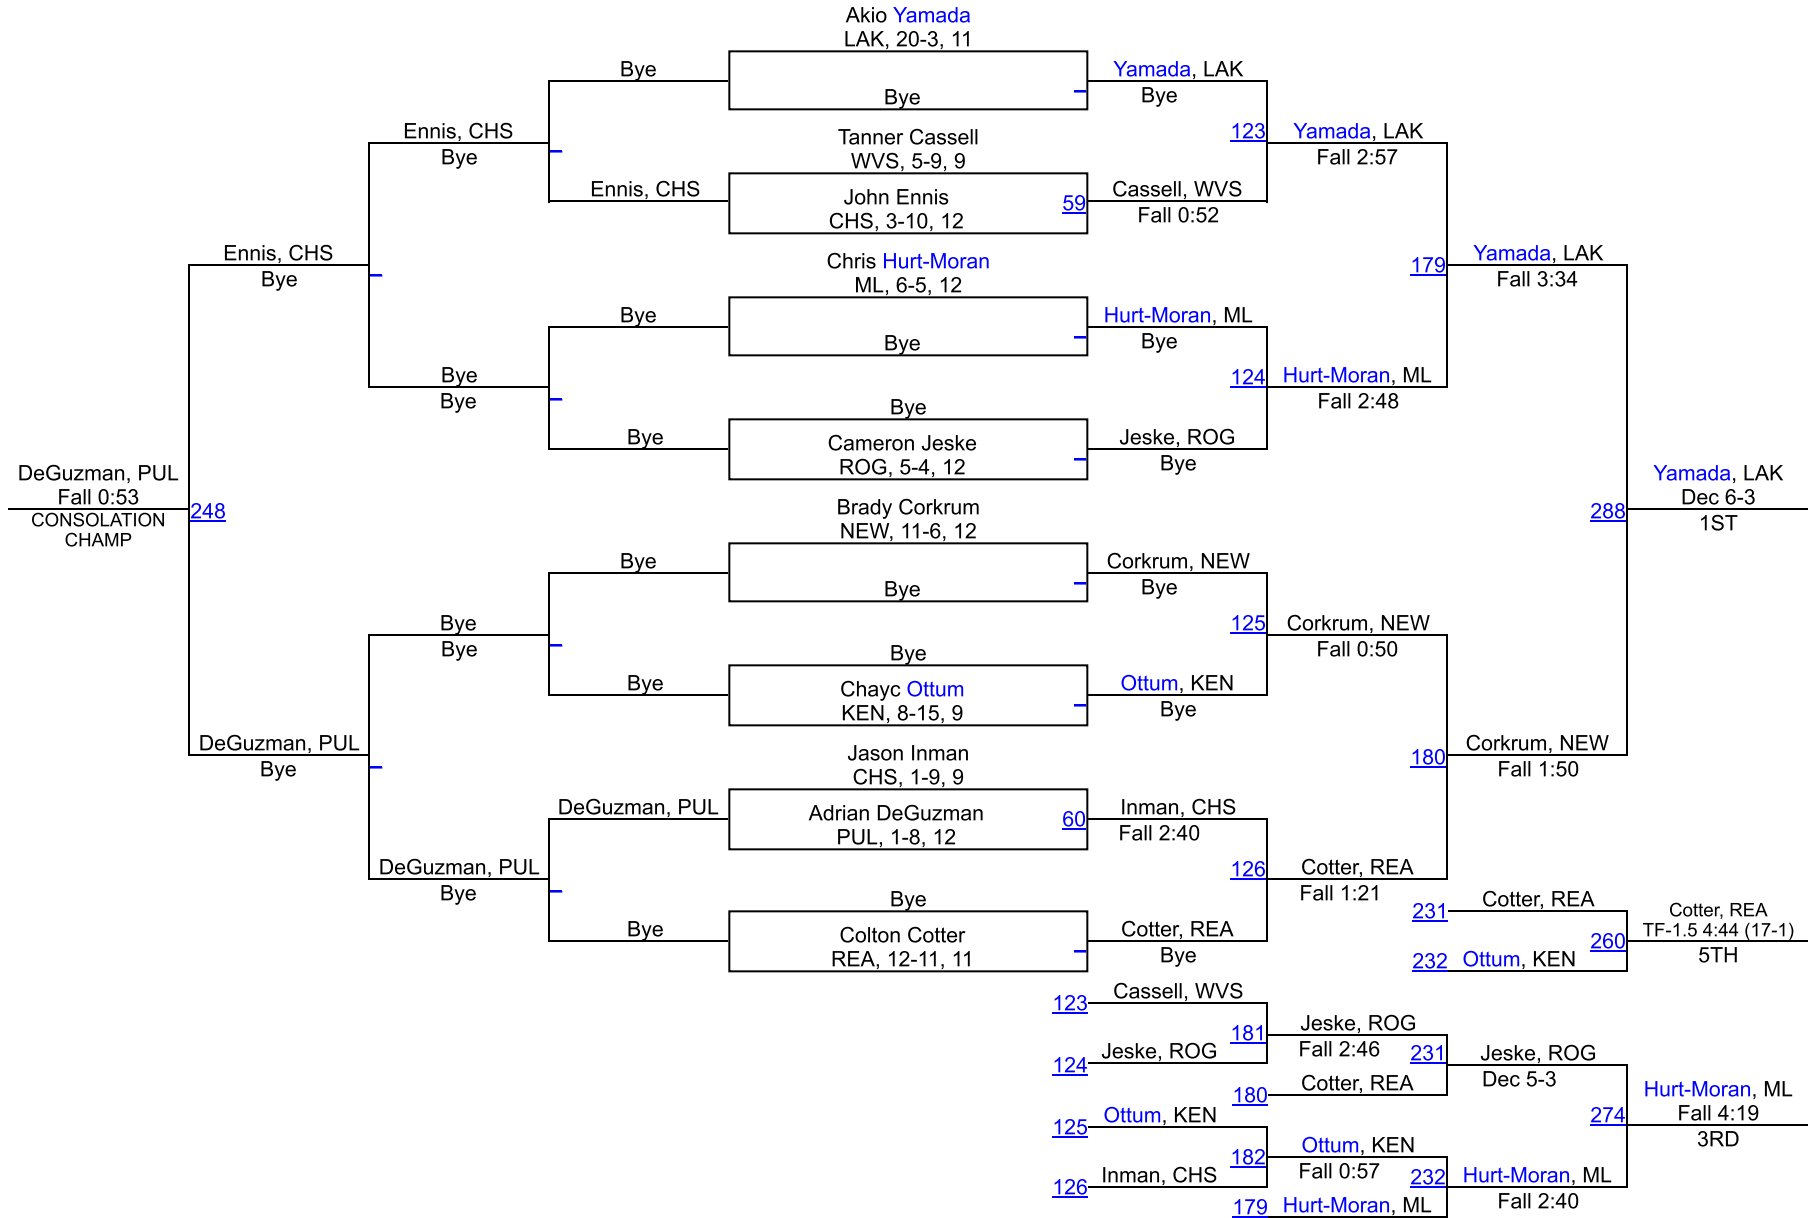 Akio Yamada
LAK, 20-3, 11
Bye
Bye
Yamada, LAK
Bye
Ennis, CHS
Bye
Tanner Cassell
WVS, 5-9, 9
123
Yamada, LAK
Fall 2:57
Ennis, CHS
John Ennis
CHS, 3-10, 12
59
Cassell, WVS
Fall 0:52
Ennis, CHS
Bye
Chris Hurt-Moran
ML, 6-5, 12
179
Yamada, LAK
Fall 3:34
Bye
Bye
Hurt-Moran, ML
Bye
Bye
Bye
124
Hurt-Moran, ML
Fall 2:48
Bye
Bye
Cameron Jeske
ROG, 5-4, 12
Jeske, ROG
Bye
DeGuzman, PUL
Fall 0:53
CONSOLATION
CHAMP
248
Brady Corkrum
NEW, 11-6, 12
288
Yamada, LAK
Dec 6-3
1ST
Bye
Bye
Corkrum, NEW
Bye
Bye
Bye
125
Corkrum, NEW
Fall 0:50
Bye
Bye
Chayc Ottum
KEN, 8-15, 9
Ottum, KEN
Bye
DeGuzman, PUL
Bye
Jason Inman
CHS, 1-9, 9
180
Corkrum, NEW
Fall 1:50
DeGuzman, PUL
Adrian DeGuzman
PUL, 1-8, 12
60
Inman, CHS
Fall 2:40
DeGuzman, PUL
Bye
126
Cotter, REA
Fall 1:21
Bye
Bye
Colton Cotter
REA, 12-11, 11
Cotter, REA
Bye
231
Cotter, REA
260
Cotter, REA
TF-1.5 4:44 (17-1)
5TH
232
Ottum, KEN
123
Cassell, WVS
181
Jeske, ROG
Fall 2:46
124
Jeske, ROG
231
Jeske, ROG
Dec 5-3
180
Cotter, REA
274
Hurt-Moran, ML
Fall 4:19
3RD
125
Ottum, KEN
182
Ottum, KEN
Fall 0:57
126
Inman, CHS
232
Hurt-Moran, ML
Fall 2:40
179
Hurt-Moran, ML